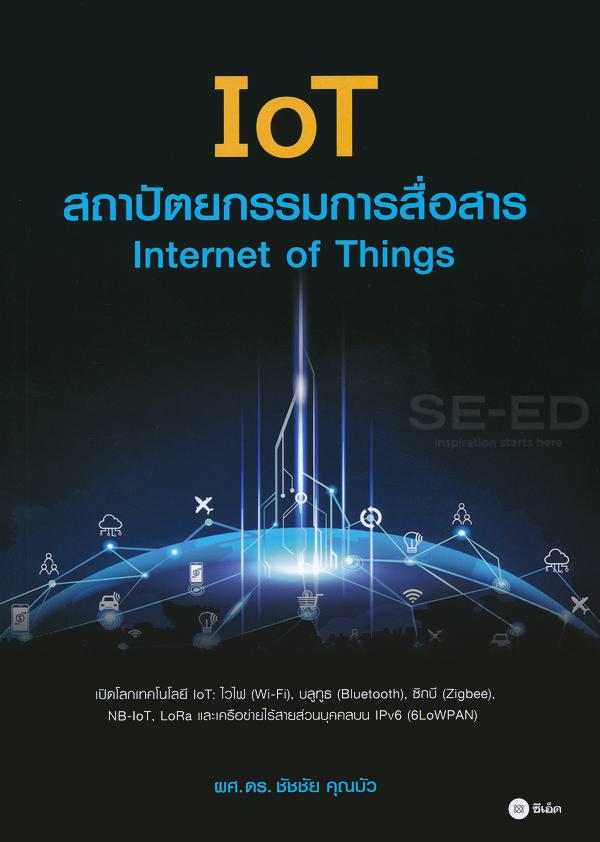 IoT
สถาปัตยกรรมการสื่อสาร
Internet of Things
SE-ED
inspiration starts here
เปิดโลกเทคโนโลยี IoT: ไวไฟ (Wi-Fi), บลูทูธ (Bluetooth), ซิกบี (Zigbee),
NB-IoT, LoRa และเครือข่ายไร้สายส่วนบุคคลบน IPv6 (6LoWPAN)
ผศ.ดร. ชัชชัย คุณบัว
ซีเอ็ด